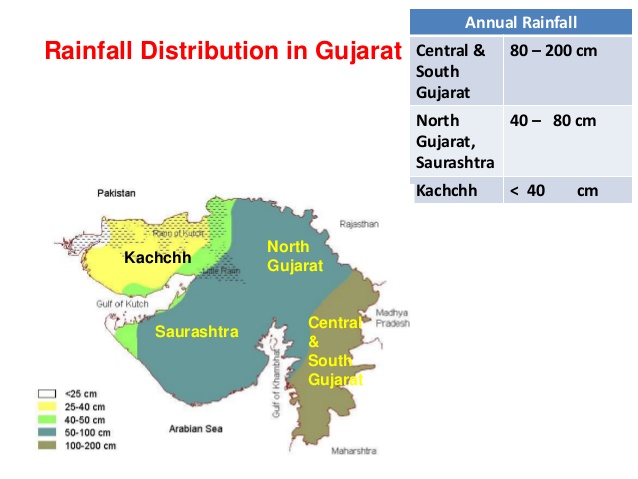 Rainfall Distribution in Gujarat
Annual Rainfall
Central & 80 – 200 cm
South
Gujarat
North 40 – 80 cm
Gujarat,
Saurashtra
Kachchh < 40 cm
Pakistan
Rajasthan
Rann of Kutch
North
Gujarat
Kachchh
Little Rann
Gulf of Kutch
Madhya
Pradesh
Saurashtra
Central
&
South
Gujarat
Gulf of Khambhat
<25 cm
25-40 cm
40-50 cm
50-100 cm
100-200 cm
Arabian Sea
Maharashtra